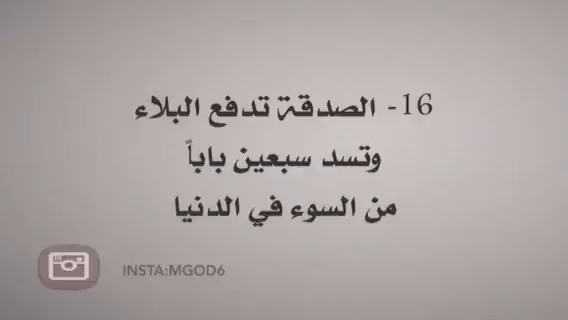 16- الصدقة تدفع البلاء
وتسد سبعين باباً
من السوء في الدنيا
INSTA:MGOD6